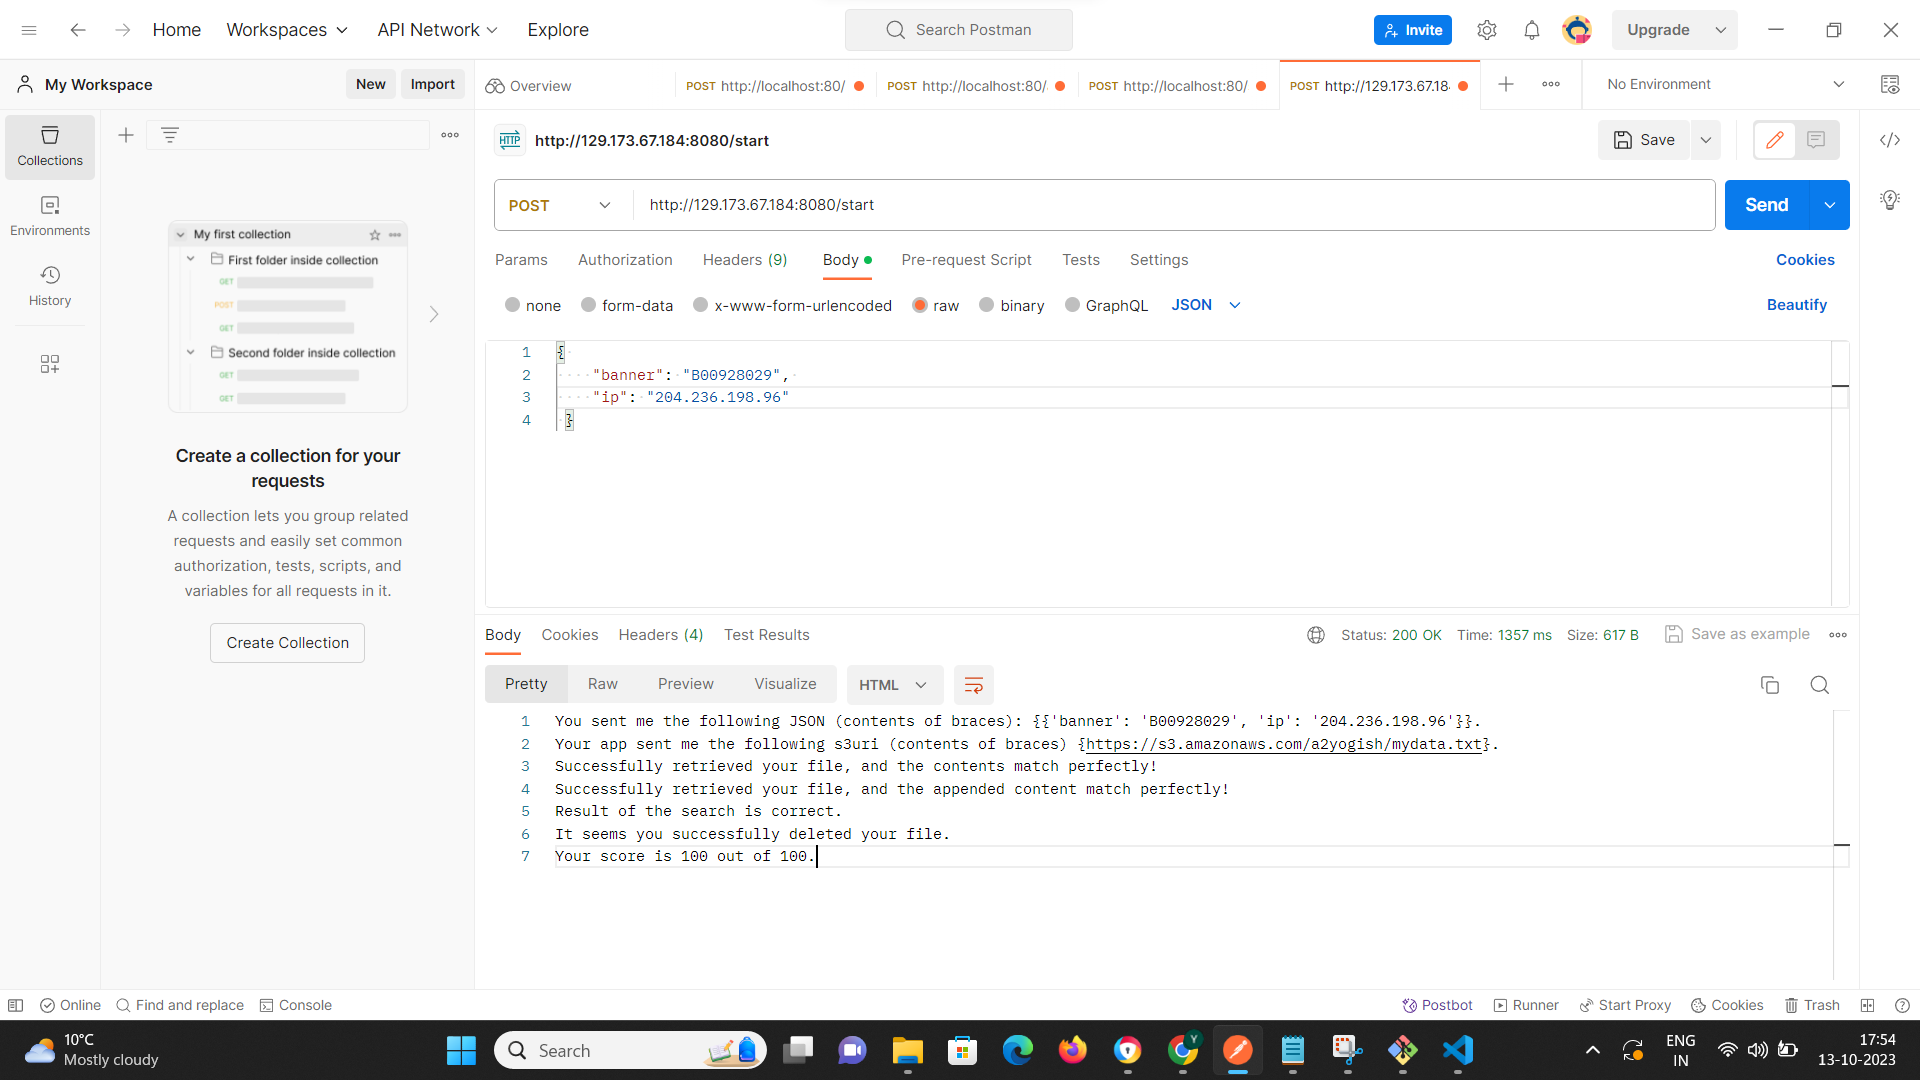 Home Workspaces API Network Explore Search Postman Invite Upgrade
My Workspace New Import Overview POST http://localhost:80/ POST http://localhost:80/ POST http://localhost:80/ POST http://129.173.67.18 No Environment
Collections
Environments
History
My first collection
First folder inside collection
GET
POST
GET
Second folder inside collection
GET
GET
Create a collection for your
requests
A collection lets you group related
requests and easily set common
authorization, tests, scripts, and
variables for all requests in it.
Create Collection
HTTP http://129.173.67.184:8080/start Save
POST http://129.173.67.184:8080/start Send
Params Authorization Headers (9) Body Pre-request Script Tests Settings Cookies
none form-data x-www-form-urlencoded raw binary GraphQL JSON Beautify
1 {
2 "banner": "B00928029",
3 "ip": "204.236.198.96"
4 }
Body Cookies Headers (4) Test Results Status: 200 OK Time: 1357 ms Size: 617 B Save as example
Pretty Raw Preview Visualize HTML
1 You sent me the following JSON (contents of braces): {{'banner': 'B00928029', 'ip': '204.236.198.96'}}.
2 Your app sent me the following s3uri (contents of braces) {https://s3.amazonaws.com/a2yogish/mydata.txt}.
3 Successfully retrieved your file, and the contents match perfectly!
4 Successfully retrieved your file, and the appended content match perfectly!
5 Result of the search is correct.
6 It seems you successfully deleted your file.
7 Your score is 100 out of 100.
Online Find and replace Console Postbot Runner Start Proxy Cookies Trash
10°C
Mostly cloudy
Search
Y
ENG
IN
17:54
13-10-2023